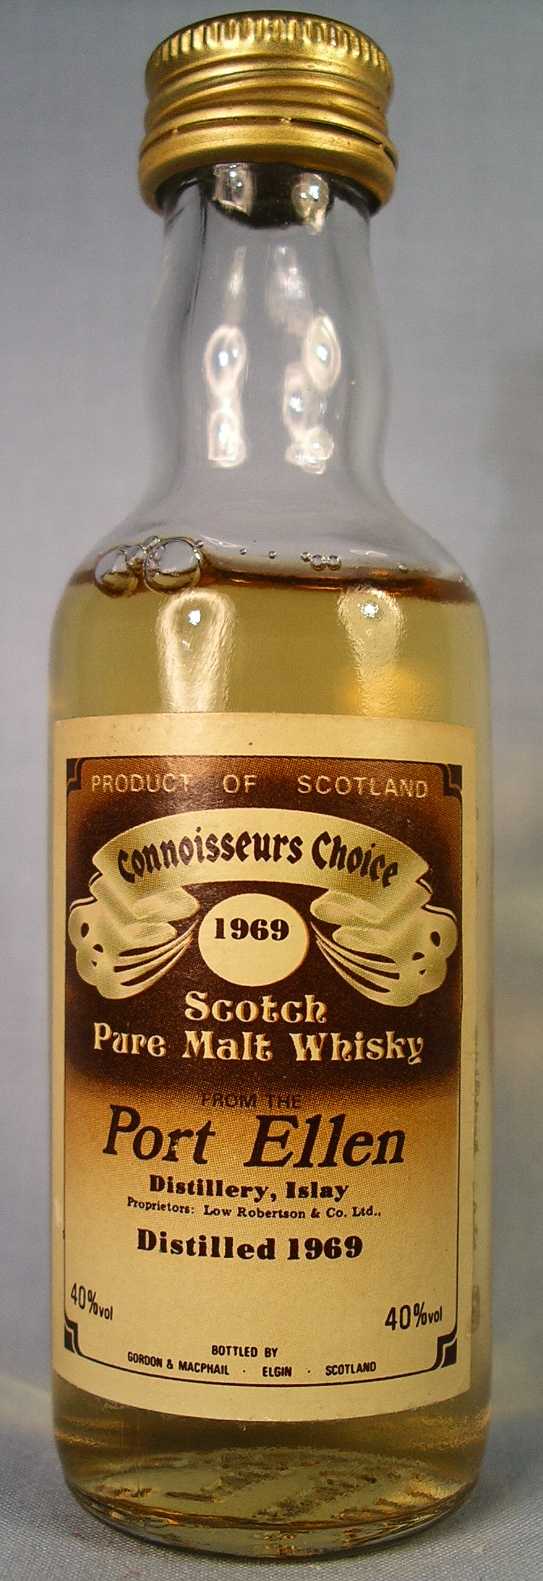 PRODUCT OF SCOTLAND
Connoisseurs Choice
1969
Scotch
Pure Malt Whisky
FROM THE
Port Ellen
Distillery, Islay
Proprietors: Low Robertson & Co. Ltd.,
Distilled 1969
40%vol 40%vol
BOTTLED BY
GORDON & MACPHAIL · ELGIN · SCOTLAND